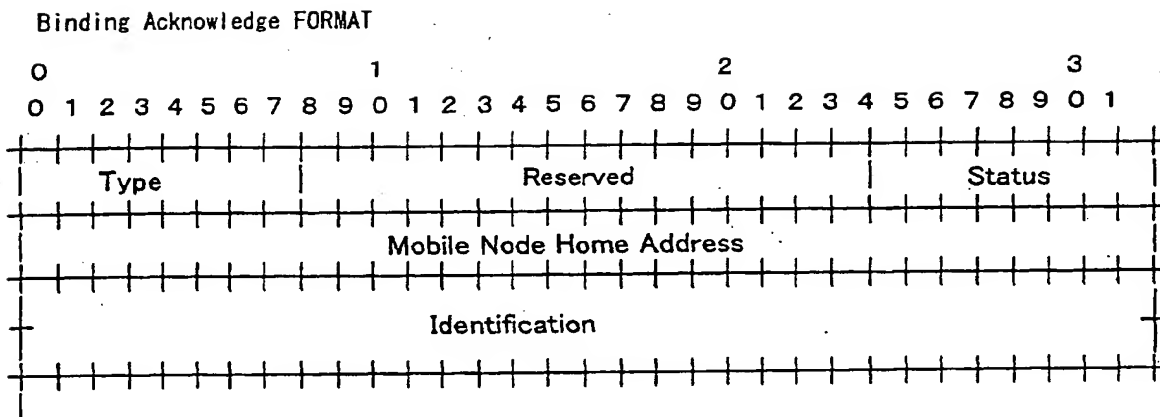 Binding Acknowledge FORMAT
0 1 2 3
0 1 2 3 4 5 6 7 8 9 0 1 2 3 4 5 6 7 8 9 0 1 2 3 4 5 6 7 8 9 0 1
Type Reserved Status
Mobile Node Home Address
Identification